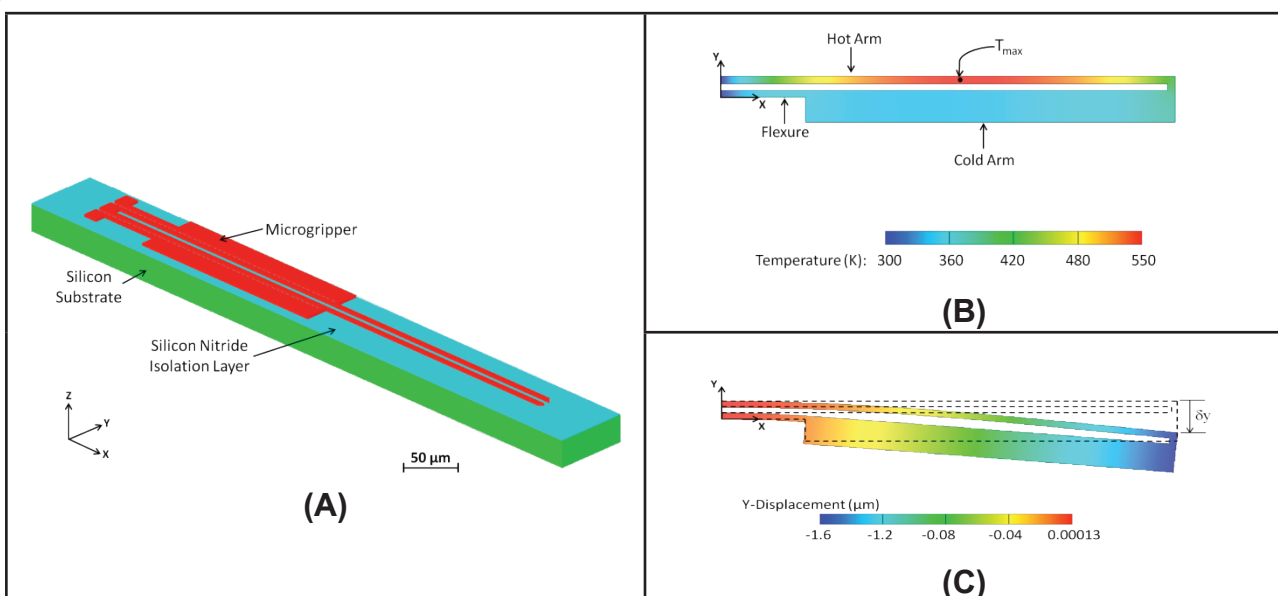 Microgripper
Silicon
Substrate
Silicon Nitride
Isolation Layer
Z
Y
X
50 µm
(A)
Hot Arm
Tmax
Y
X
Flexure
Cold Arm
Temperature (K): 300 360 420 480 550
(B)
Y
X
δy
Y-Displacement (µm)
-1.6 -1.2 -0.08 -0.04 0.00013
(C)